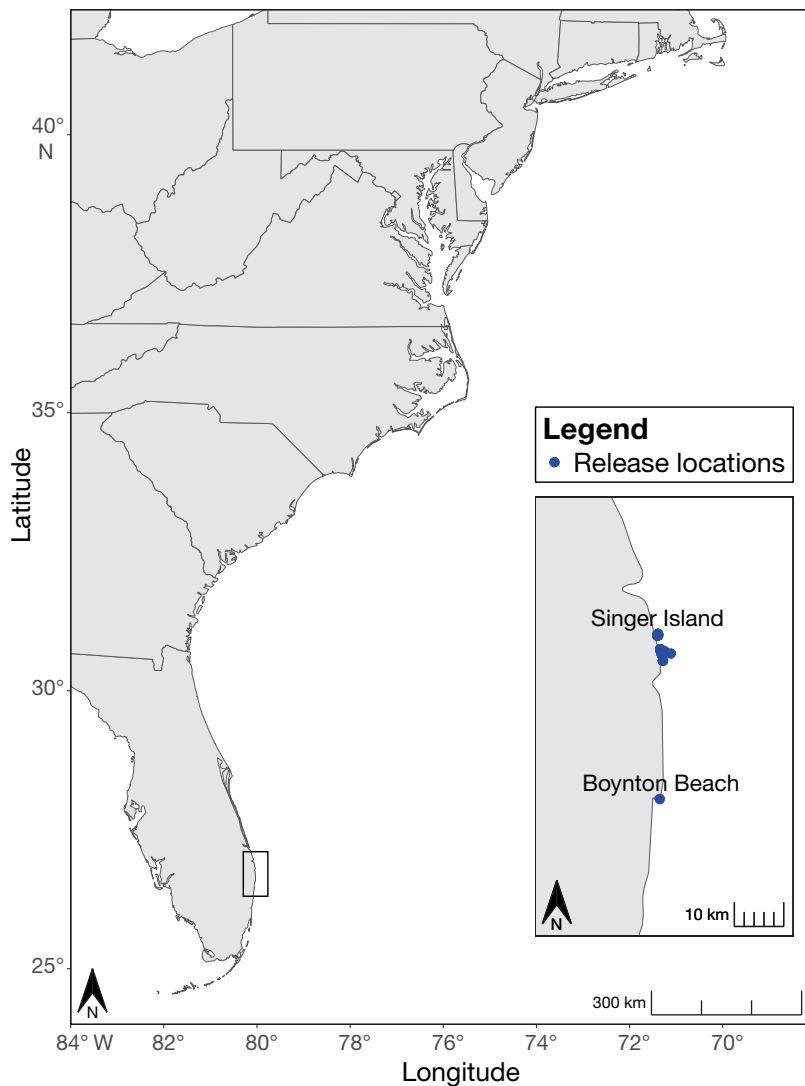 40°
N
35°
30°
25°
Latitude
Legend
Release locations
Singer Island
Boynton Beach
10 km
N
300 km
N
84° W
82°
80°
78°
76°
74°
72°
70°
Longitude